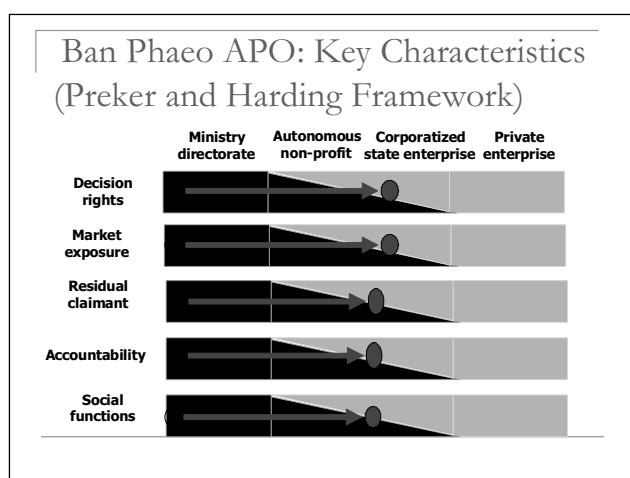 Ban Phaeo APO: Key Characteristics
(Preker and Harding Framework)
Ministry directorate
Autonomous non-profit
Corporatized state enterprise
Private enterprise
Decision
rights
Market
exposure
Residual
claimant
Accountability
Social
functions